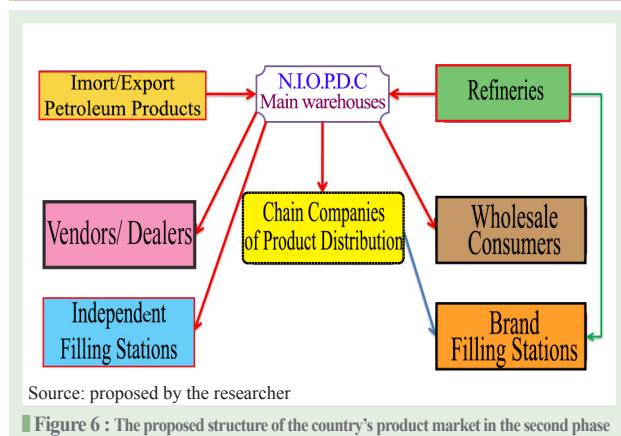 Imort/Export
Petroleum Products
N.I.O.P.D.C
Main warehouses
Refineries
Vendors/ Dealers
Chain Companies
of Product Distribution
Wholesale
Consumers
Independent
Filling Stations
Brand
Filling Stations
Source: proposed by the researcher
Figure 6 : The proposed structure of the country's product market in the second phase